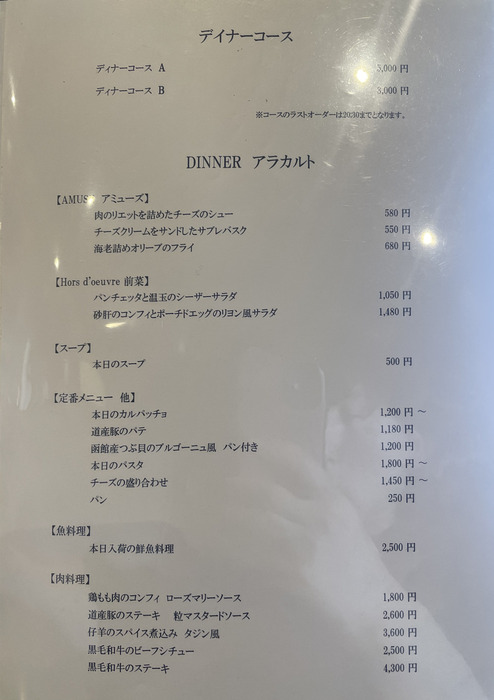 デイナーコース
ディナーコース A 5,000 円
ディナーコース B 3,000 円
※コースのラストオーダーは20:30までとなります。
DINNER アラカルト
【AMUSE アミューズ】
肉のリエットを詰めたチーズのシュー 580 円
チーズクリームをサンドしたサブレバスク 550 円
海老詰めオリーブのフライ 680 円
【Hors d'oeuvre 前菜】
パンチェッタと温玉のシーザーサラダ 1,050 円
砂肝のコンフィとポーチドエッグのリヨン風サラダ 1,480 円
【スープ】
本日のスープ 500 円
【定番メニュー 他】
本日のカルパッチョ 1,200 円 ～
道産豚のパテ 1,180 円
函館産つぶ貝のブルゴーニュ風 パン付き 1,200 円
本日のパスタ 1,800 円 ～
チーズの盛り合わせ 1,450 円 ～
パン 250 円
【魚料理】
本日入荷の鮮魚料理 2,500 円
【肉料理】
鶏もも肉のコンフィ ローズマリーソース 1,800 円
道産豚のステーキ 粒マスタードソース 2,600 円
仔羊のスパイス煮込み タジン風 3,600 円
黒毛和牛のビーフシチュー 2,500 円
黒毛和牛のステーキ 4,300 円